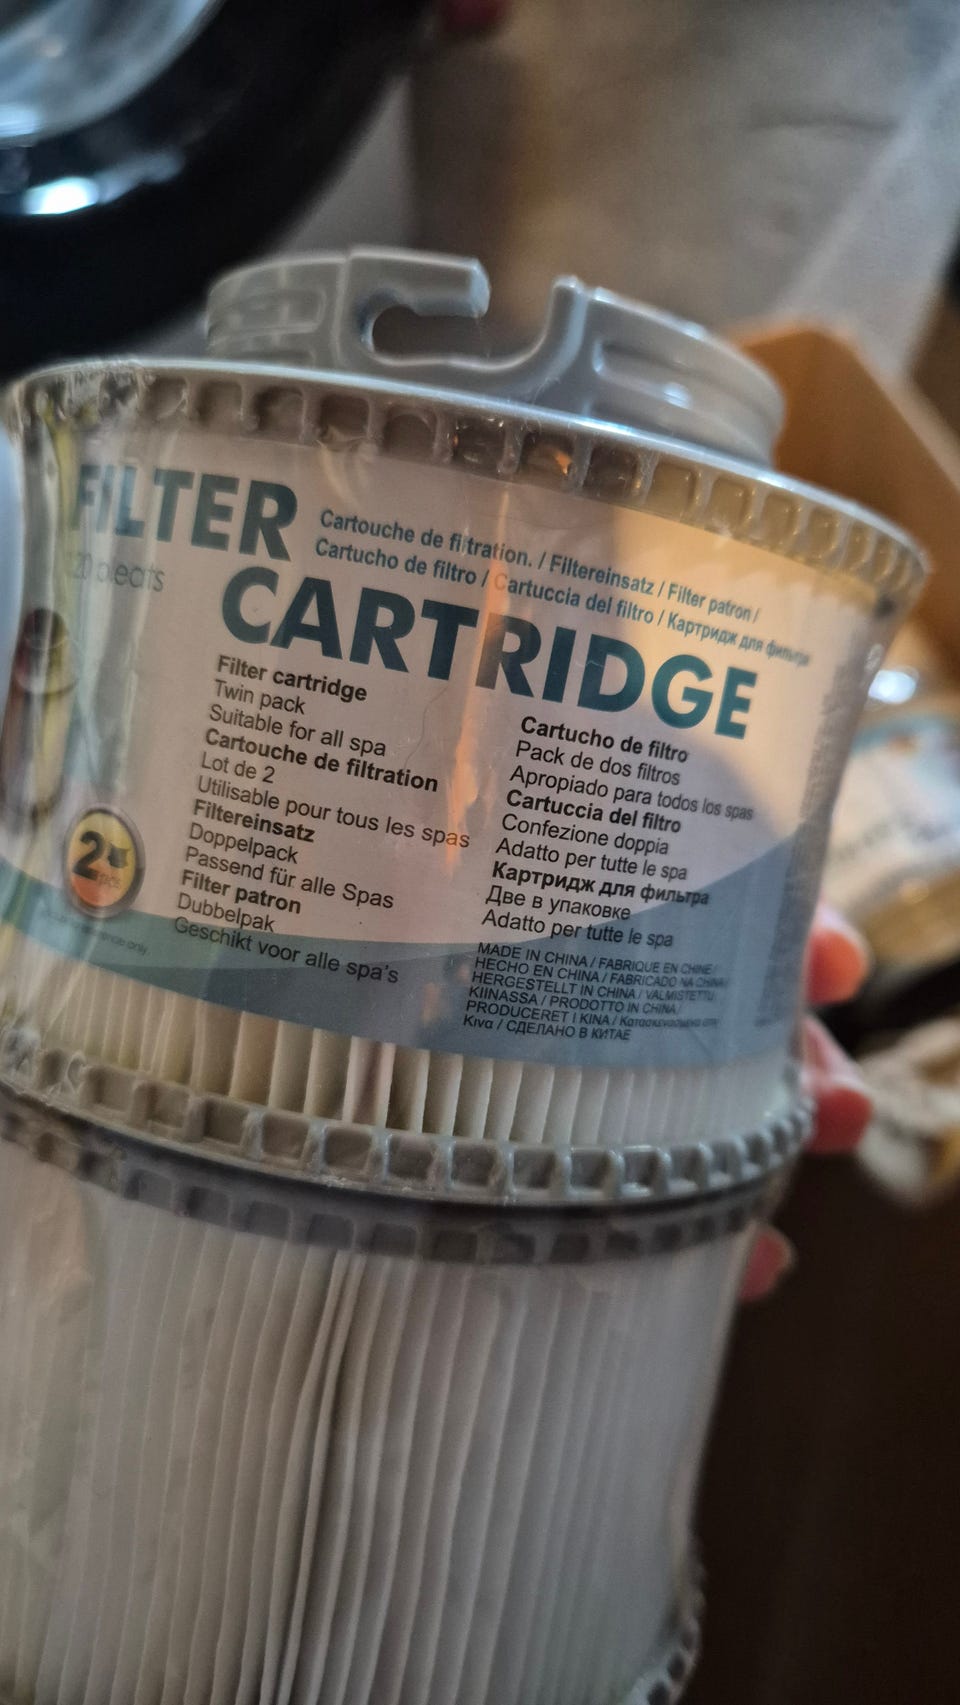 FILTER
Cartouche de filtration. / Filtereinsatz / Filter patron /
Cartucho de filtro / Cartuccia del filtro / Картридж для фильтра
CARTRIDGE
Filter cartridge
Twin pack
Suitable for all spa
Cartouche de filtration
Lot de 2
Utilisable pour tous les spas
Filtereinsatz
Doppelpack
Passend für alle Spas
Filter patron
Dubbelpak
Geschikt voor alle spa's
2
pcs
Cartucho de filtro
Pack de dos filtros
Apropiado para todos los spas
Cartuccia del filtro
Confezione doppia
Adatto per tutte le spa
Картридж для фильтра
Две в упаковке
Adatto per tutte le spa
MADE IN CHINA / FABRIQUE EN CHINE /
HECHO EN CHINA / FABRICADO NA CHINA /
HERGESTELLT IN CHINA / VALMISTETTU
KIINASSA / PRODOTTO IN CHINA /
PRODUCERET I KINA /
Κινα / СДЕЛАНО В КИТАЕ